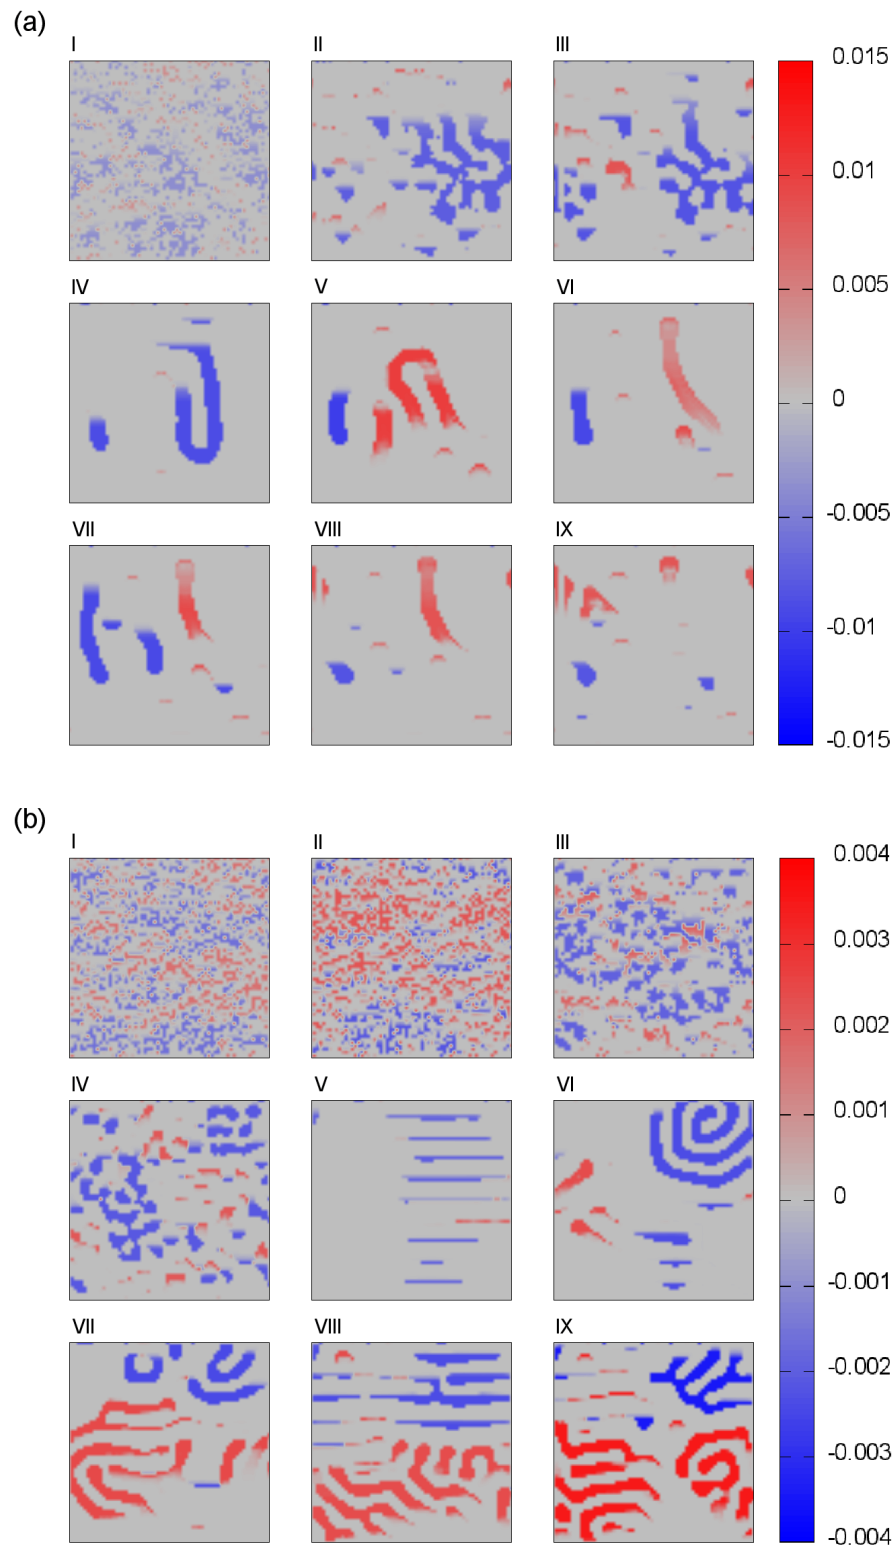 (a)
I II III
0.015
0.01
0.005
IV V VI
0
-0.005
VII VIII IX
-0.01
-0.015
(b)
I II III
0.004
0.003
0.002
IV V VI
0.001
0
-0.001
VII VIII IX
-0.002
-0.003
-0.004